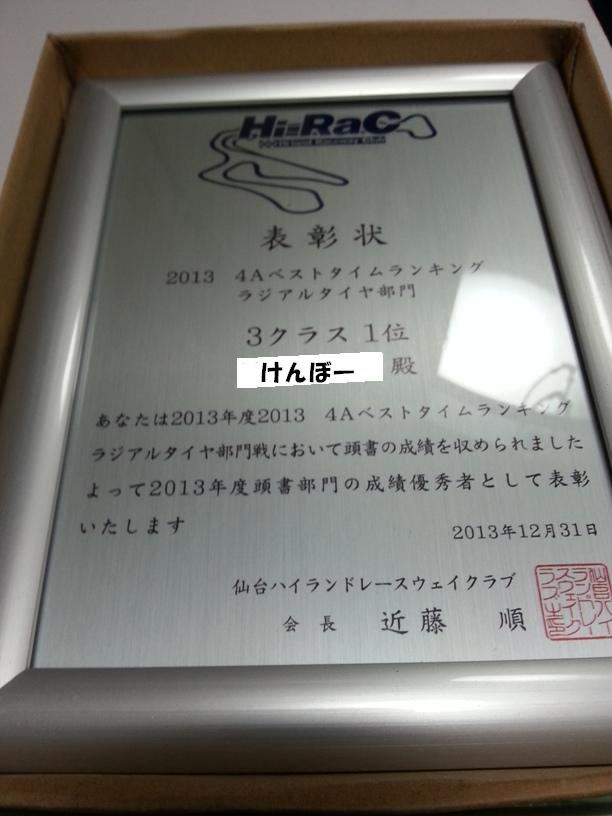 Hi-RaC
Hi-land Raceway Club
表彰状
2013 4Aベストタイムランキング
ラジアルタイヤ部門
3クラス 1位
けんぼー 殿
あなたは2013年度2013 4Aベストタイムランキング
ラジアルタイヤ部門戦において頭書の成績を収められました
よって2013年度頭書部門の成績優秀者として表彰
いたします
2013年12月31日
仙台ハイランドレースウェイクラブ
会長 近藤 順